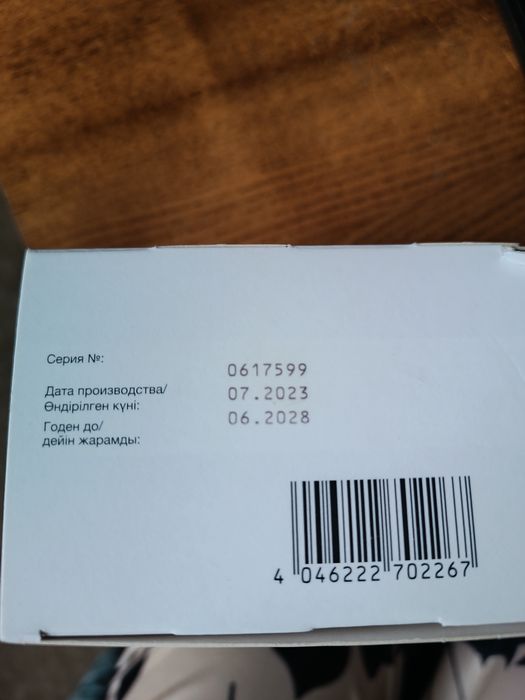 Серия №: 0617599
Дата производства/ 07.2023
Өндірілген күні:
Годен до/ 06.2028
дейін жарамды:
4 046222 702267